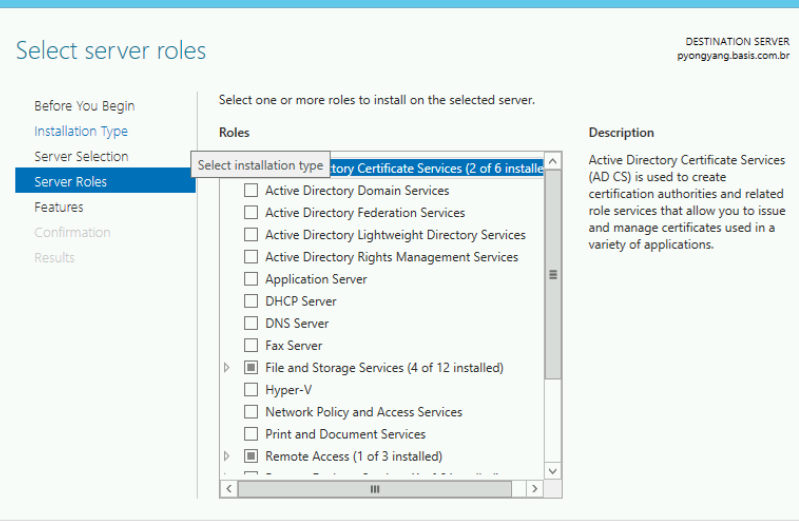 Select server roles
DESTINATION SERVER
pyongyang.basis.com.br
Before You Begin
Installation Type
Server Selection
Server Roles
Features
Confirmation
Results
Select one or more roles to install on the selected server.
Roles
Select installation type
tory Certificate Services (2 of 6 installe
Active Directory Domain Services
Active Directory Federation Services
Active Directory Lightweight Directory Services
Active Directory Rights Management Services
Application Server
DHCP Server
DNS Server
Fax Server
File and Storage Services (4 of 12 installed)
Hyper-V
Network Policy and Access Services
Print and Document Services
Remote Access (1 of 3 installed)
Description
Active Directory Certificate Services
(AD CS) is used to create
certification authorities and related
role services that allow you to issue
and manage certificates used in a
variety of applications.